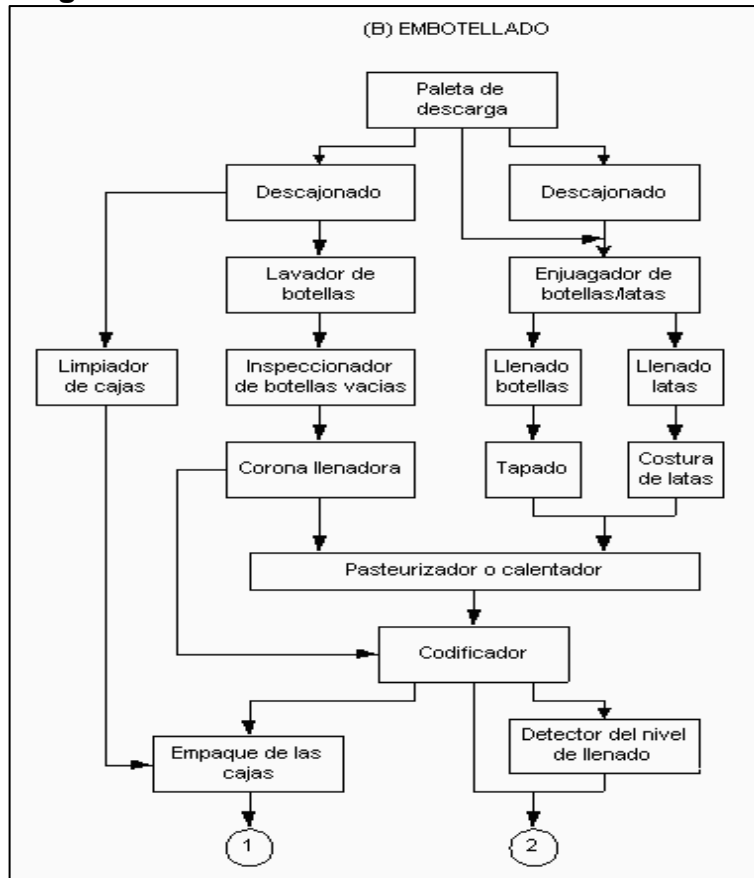 (B) EMBOTELLADO
Paleta de
descarga
Descajonado
Descajonado
Lavador de
botellas
Enjuagador de
botellas/latas
Limpiador
de cajas
Inspeccionador
de botellas vacias
Llenado
botellas
Llenado
latas
Corona llenadora
Tapado
Costura
de latas
Pasteurizador o calentador
Codificador
Empaque de las
cajas
Detector del nivel
de llenado
1
2